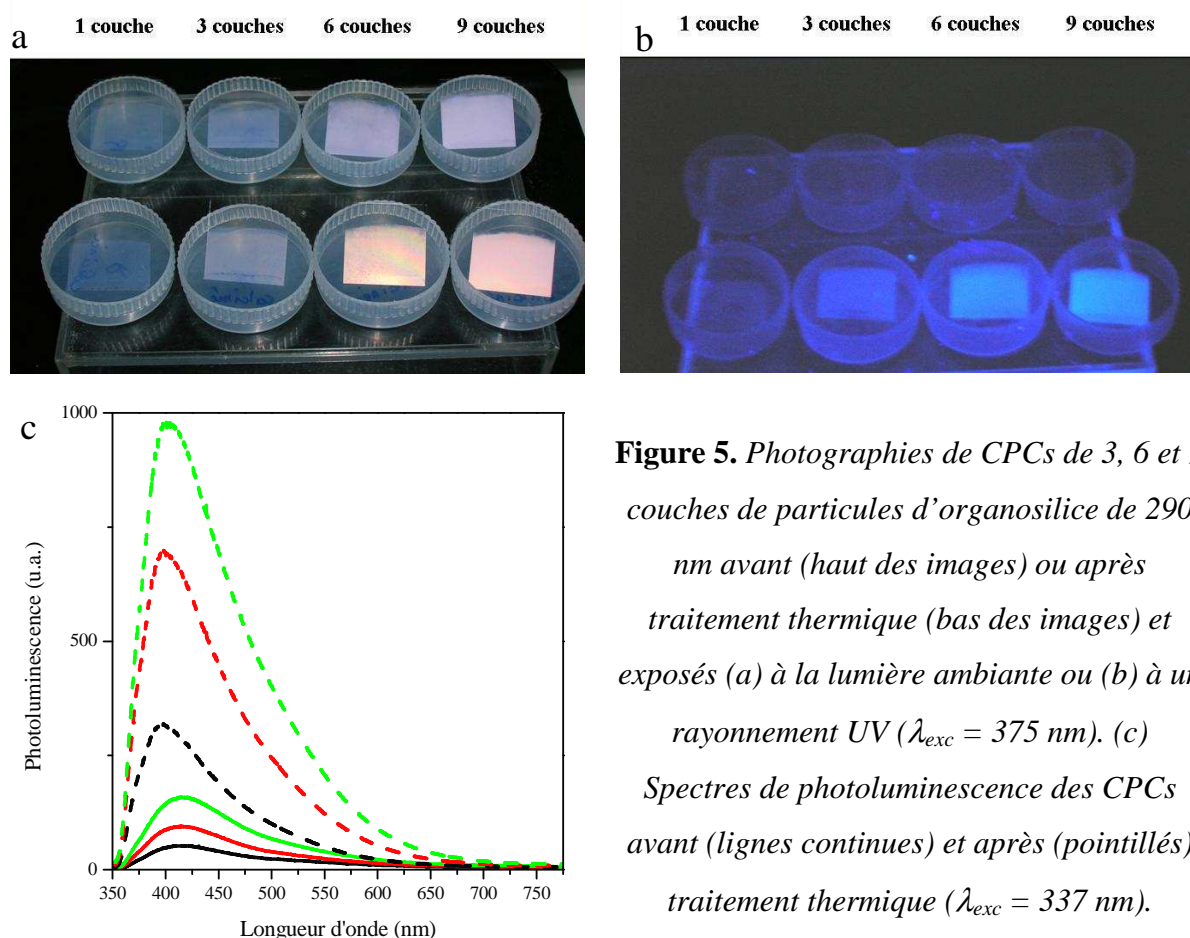 a
1 couche 3 couches 6 couches 9 couches
b
1 couche 3 couches 6 couches 9 couches
c
1000
500
0
Photoluminescence (u.a.)
350 400 450 500 550 600 650 700 750
Longueur d'onde (nm)
Figure 5. Photographies de CPCs de 3, 6 et
couches de particules d'organosilice de 290
nm avant (haut des images) ou après
traitement thermique (bas des images) et
exposés (a) à la lumière ambiante ou (b) à un
rayonnement UV (λexc = 375 nm). (c)
Spectres de photoluminescence des CPCs
avant (lignes continues) et après (pointillés)
traitement thermique (λexc = 337 nm).